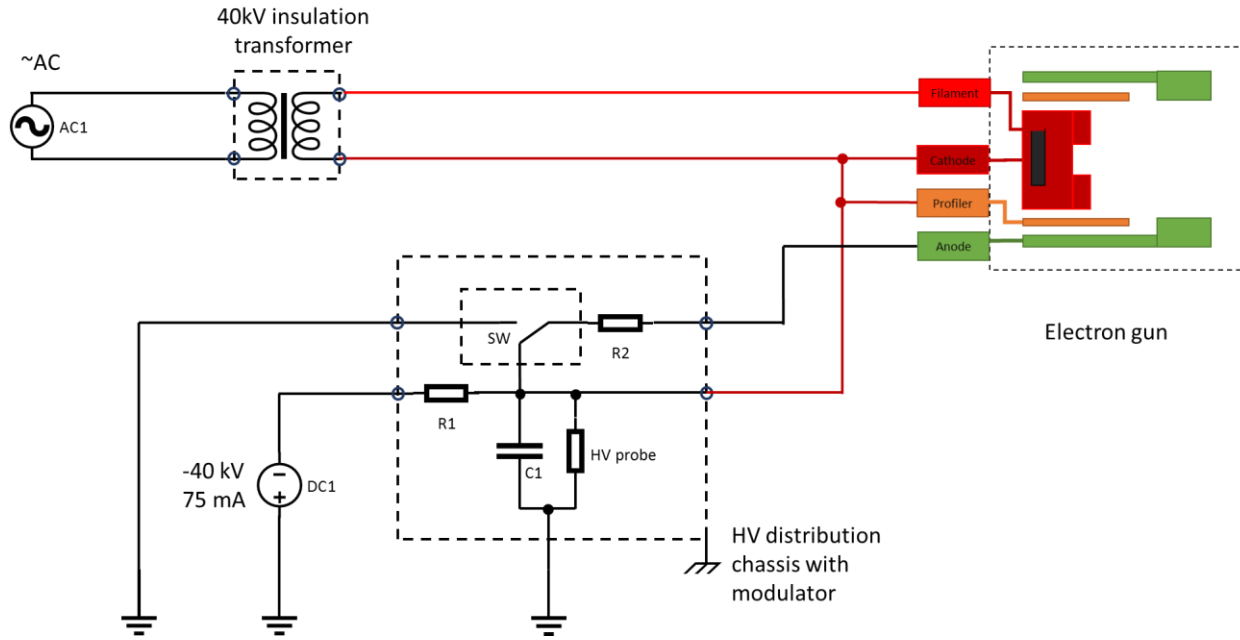 40kV insulation
transformer
~AC
AC1
Filament
Cathode
Profiler
Anode
Electron gun
SW
R2
R1
C1
HV probe
-40 kV
75 mA
DC1
HV distribution
chassis with
modulator